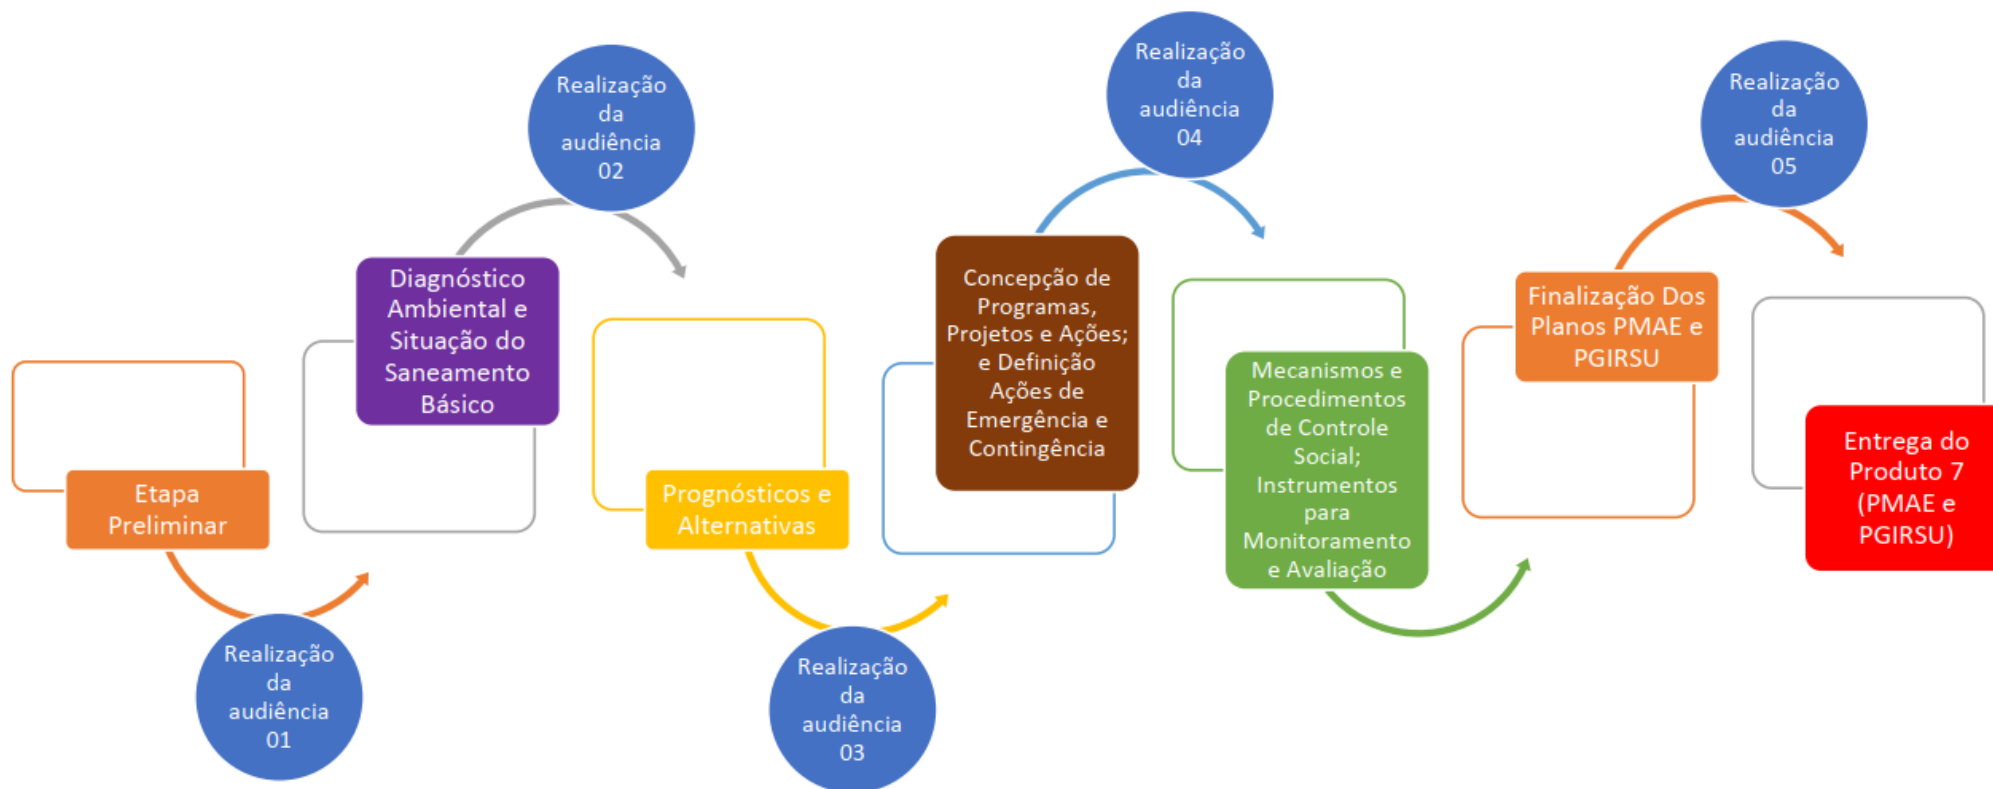 Etapa
Preliminar
Realização
da
audiência
01
Diagnóstico
Ambiental e
Situação do
Saneamento
Básico
Realização
da
audiência
02
Prognósticos e
Alternativas
Realização
da
audiência
03
Concepção de
Programas,
Projetos e Ações;
e Definição
Ações de
Emergência e
Contingência
Realização
da
audiência
04
Mecanismos e
Procedimentos
de Controle
Social;
Instrumentos
para
Monitoramento
e Avaliação
Finalização Dos
Planos PMAE e
PGIRSU
Realização
da
audiência
05
Entrega do
Produto 7
(PMAE e
PGIRSU)